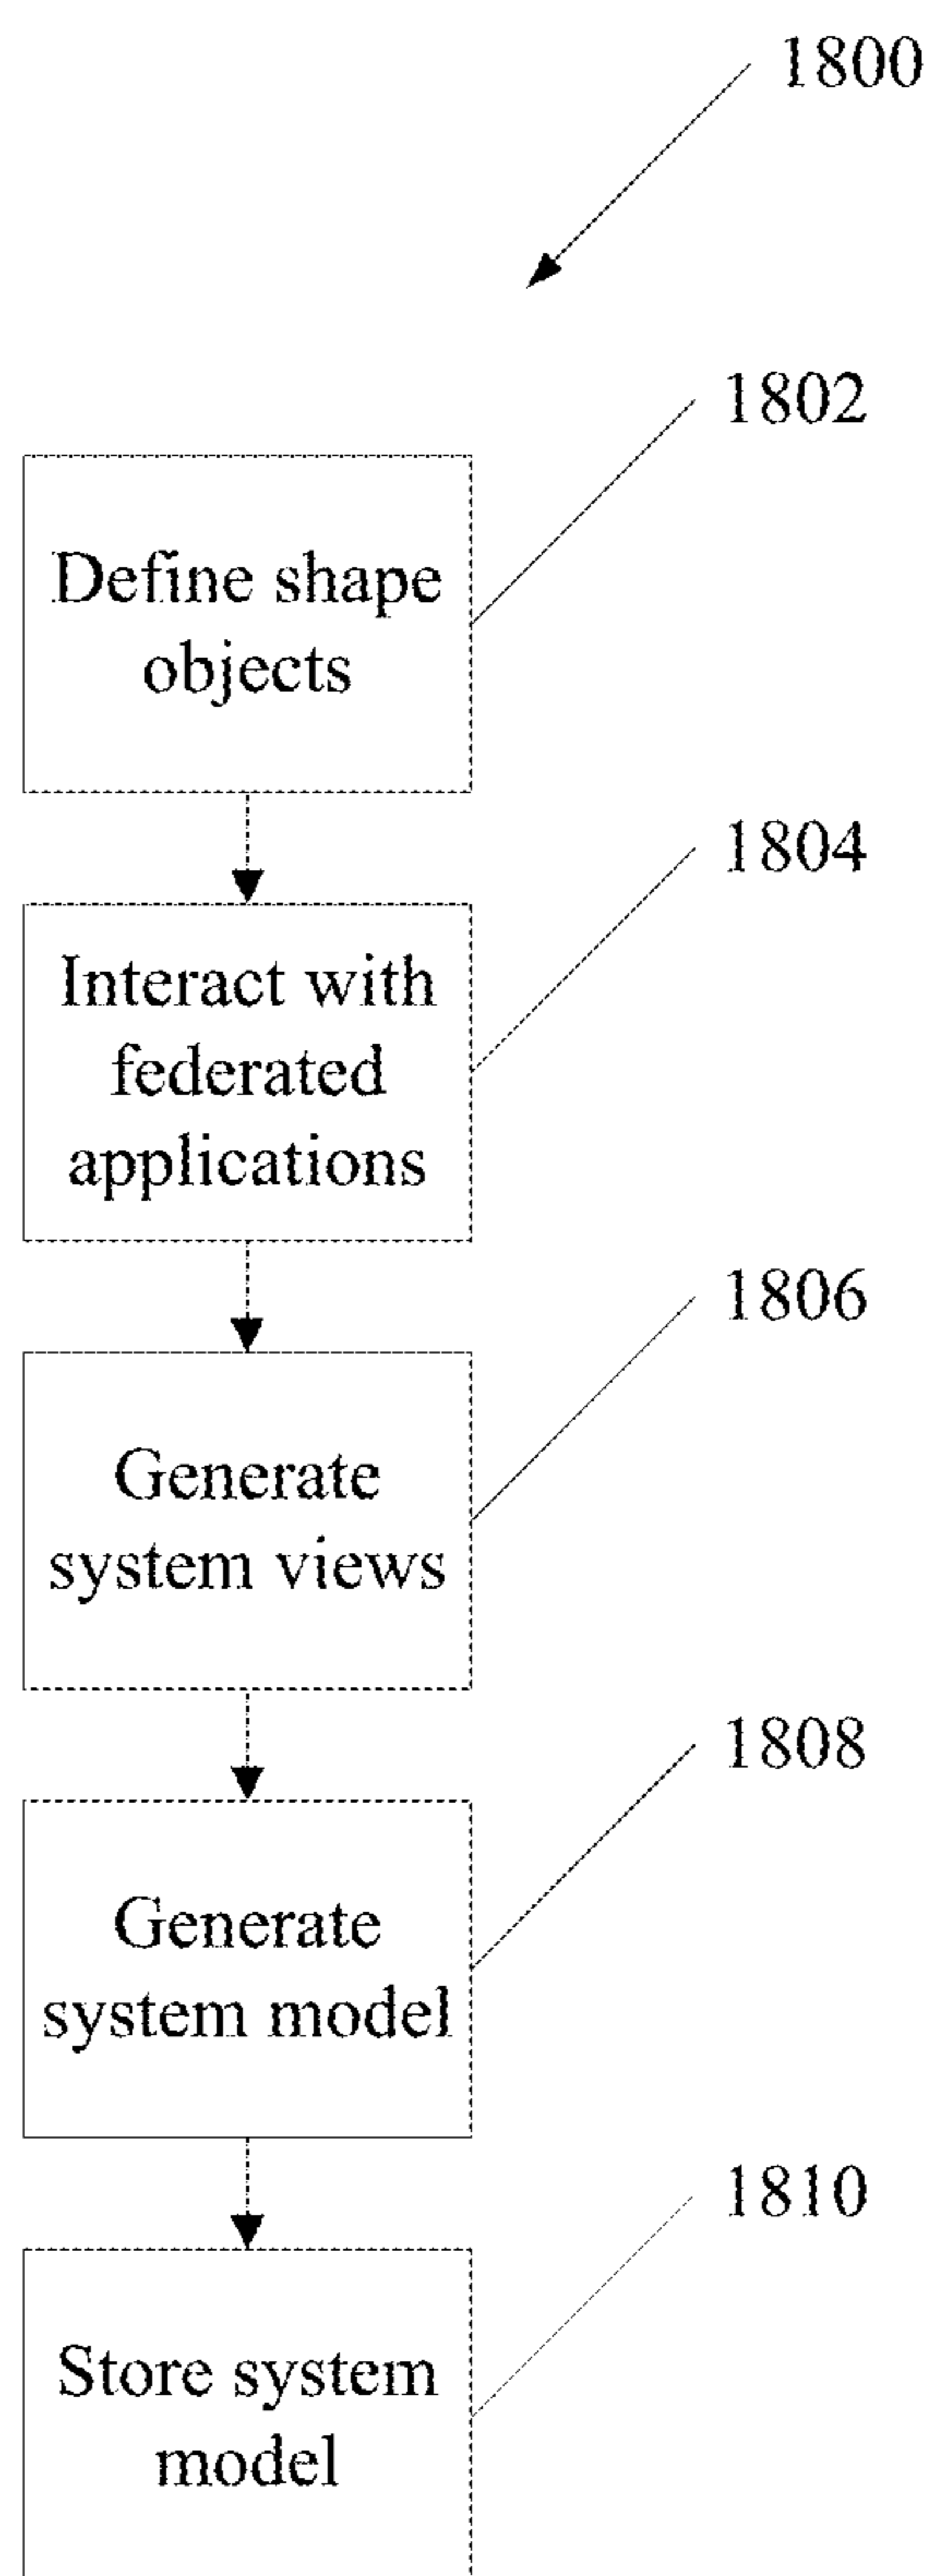 1800
1802
Define shape
objects
1804
Interact with
federated
applications
1806
Generate
system views
1808
Generate
system model
1810
Store system
model